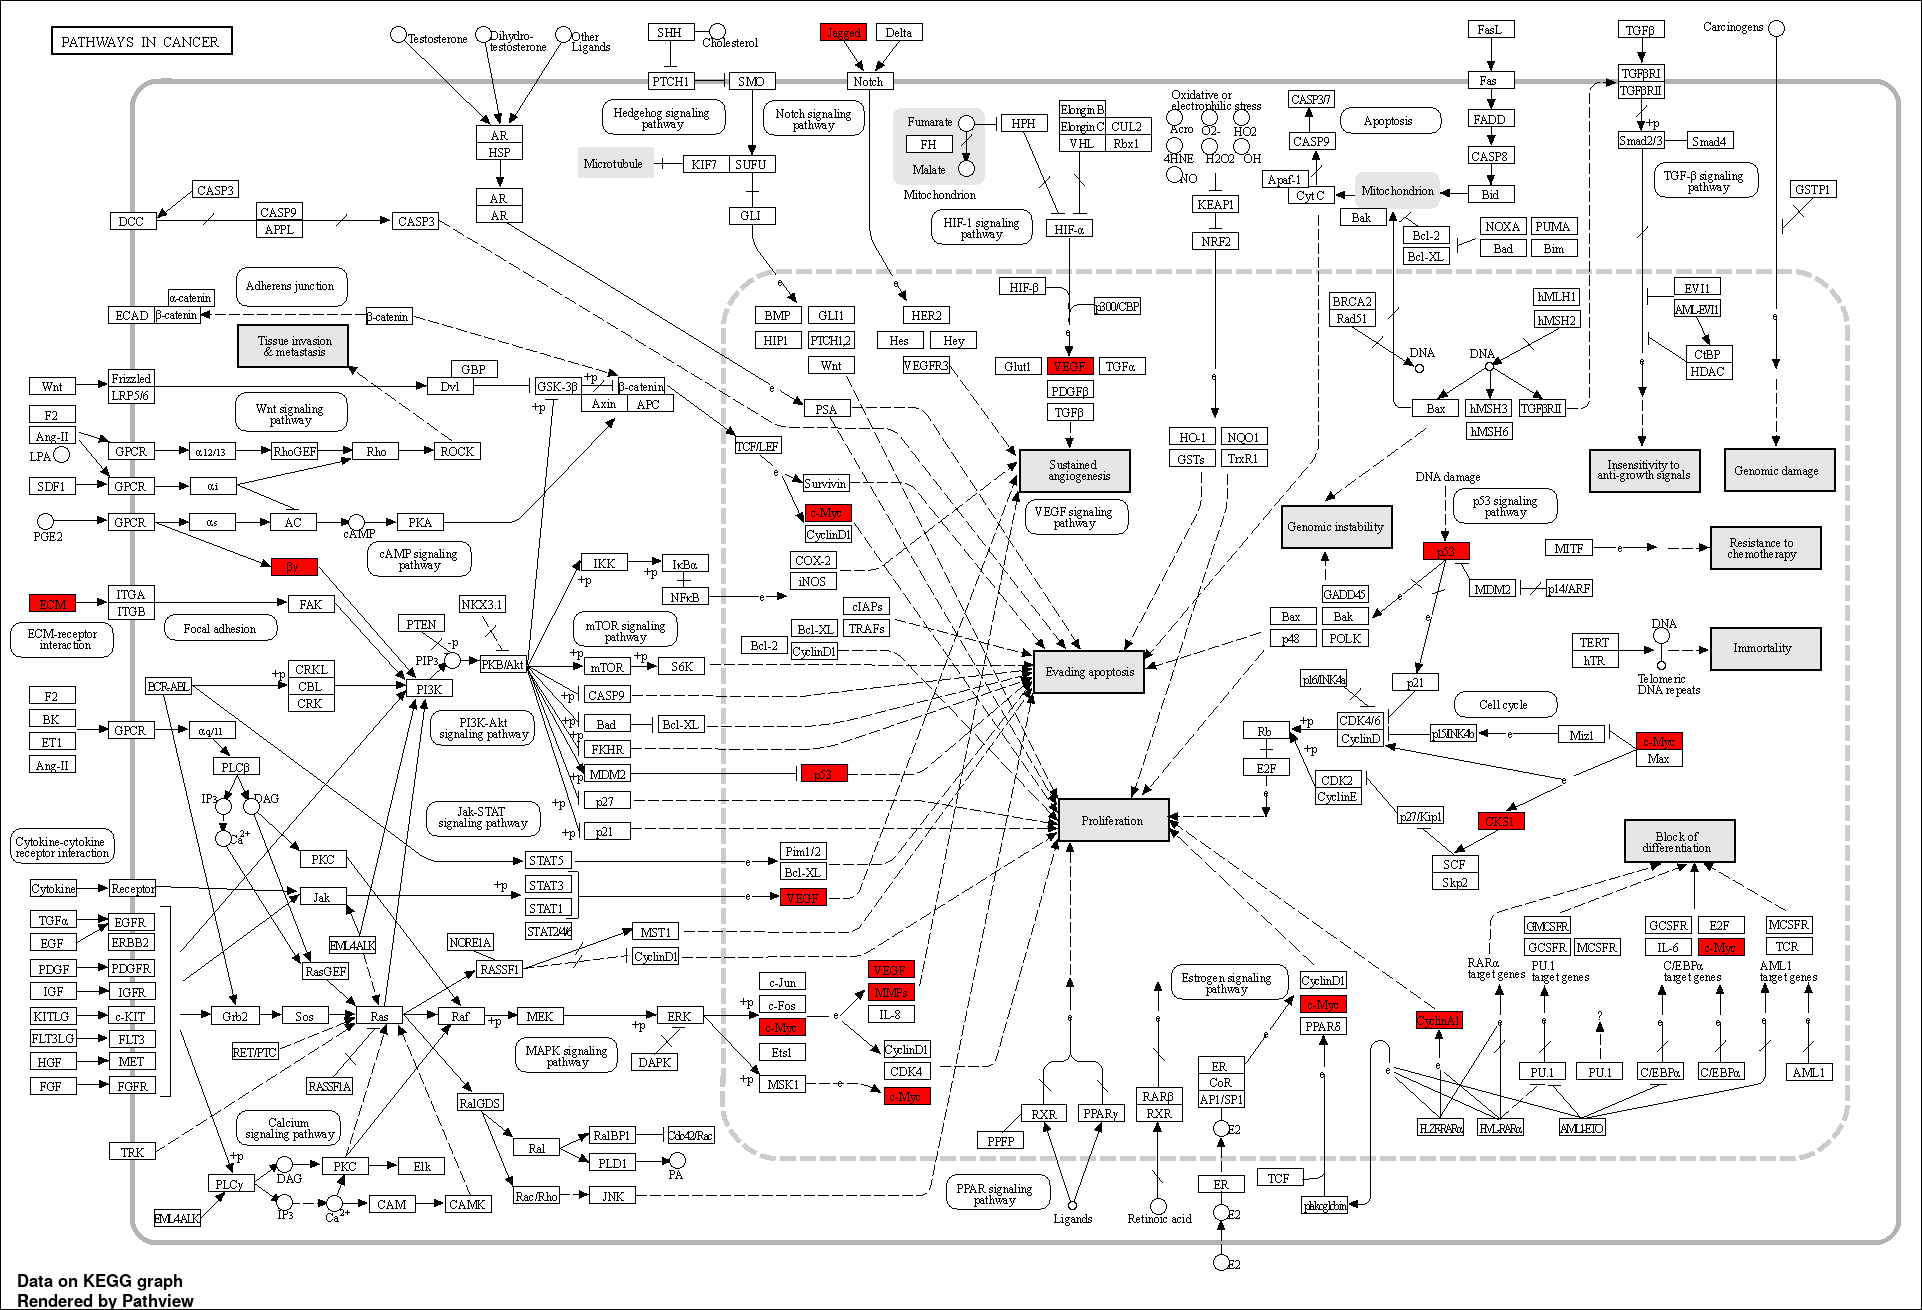 PATHWAYS IN CANCER
Testosterone
Dihydro-
testosterone
Other
Ligands
SHH
Cholesterol
PTCH1
SMO
Jagged
Delta
Notch
Hedgehog signaling
pathway
Notch signaling
pathway
Microtubule
KIF7
SUFU
GLI
AR
HSP
AR
AR
Fumarate
FH
Malate
Mitochondrion
HPH
Elongin B
Elongin C
CUL2
VHL
Rbx1
HIF-1 signaling
pathway
HIF-α
Oxidative or
electrophilic stress
Acro
O2-
HO2
4HNE
H2O2
OH
NO
KEAP1
NRF2
CASP3/7
CASP9
Apaf-1
Cyt C
Apoptosis
Mitochondrion
Bak
Bcl-2
Bcl-XL
NOXA
PUMA
Bad
Bim
FasL
Fas
FADD
CASP8
Bid
TGFβ
TGFβRI
TGFβRII
+p
Smad2/3
Smad4
TGF-β signaling
pathway
Carcinogens
GSTP1
CASP3
DCC
CASP9
APPL
CASP3
Adherens junction
α-catenin
ECAD
β-catenin
β-catenin
Tissue invasion
& metastasis
Wnt
Frizzled
LRP5/6
Dvl
GBP
GSK-3β
+p
β-catenin
Axin
APC
+p
F2
Ang-II
LPA
Wnt signaling
pathway
GPCR
α12/13
RhoGEF
Rho
ROCK
SDF1
GPCR
αi
PGE2
GPCR
αs
AC
cAMP
PKA
cAMP signaling
pathway
βγ
ECM
ITGA
ITGB
FAK
ECM-receptor
interaction
Focal adhesion
PTEN
NKX3.1
PIP3
-p
PKB/Akt
PI3K
BCR-ABL
+p
CRKL
CBL
CRK
PI3K-Akt
signaling pathway
F2
BK
ET1
Ang-II
GPCR
αq/11
PLCβ
IP3
DAG
Ca2+
Jak-STAT
signaling pathway
Cytokine-cytokine
receptor interaction
PKC
Cytokine
Receptor
Jak
+p
STAT5
STAT3
STAT1
STAT2/4/6
TGFα
EGF
EGFR
ERBB2
PDGF
PDGFR
IGF
IGFR
KITLG
c-KIT
FLT3LG
FLT3
HGF
MET
FGF
FGFR
EML4-ALK
RasGEF
NORE1A
RASSF1
MST1
CyclinD1
Grb2
Sos
Ras
Raf
+p
MEK
+p
ERK
DAPK
RET/PTC
RASSF1A
MAPK signaling
pathway
RalGDS
Calcium
signaling pathway
TRK
+p
PLCγ
DAG
IP3
PKC
Elk
Ca2+
CAM
CAMK
EML4-ALK
Ral
RalBP1
Cdc42/Rac
PLD1
PA
Rac/Rho
JNK
+p
IKK
+p
IκBα
NFκB
e
mTOR signaling
pathway
+p
mTOR
+p
S6K
+p
CASP9
+p
Bad
Bcl-XL
+p
FKHR
+p
MDM2
p53
+p
p27
+p
p21
e
BMP
GLI1
HIP1
PTCH1,2
Wnt
e
HER2
Hes
Hey
VEGFR3
e
PSA
TCF/LEF
e
Survivin
c-Myc
CyclinD1
COX-2
iNOS
cIAPs
TRAFs
Bcl-XL
Bcl-2
CyclinD1
HIF-β
p300/CBP
e
Glut1
VEGF
TGFα
PDGFβ
TGFβ
Sustained
angiogenesis
VEGF signaling
pathway
e
HO-1
NQO1
GSTs
TrxR1
Evading apoptosis
Proliferation
e
Pim1/2
Bcl-XL
e
VEGF
+p
c-Jun
c-Fos
c-Myc
Ets1
+p
MSK1
e
VEGF
MMPs
IL-8
CyclinD1
CDK4
e
c-Myc
BRCA2
Rad51
DNA
hMLH1
hMSH2
DNA
Bax
hMSH3
TGFβRII
hMSH6
EVI1
AML-EVI1
CtBP
HDAC
e
e
Insensitivity to
anti-growth signals
Genomic damage
Genomic instability
DNA damage
p53 signaling
pathway
p53
MITF
e
Resistance to
chemotherapy
MDM2
p14/ARF
GADD45
Bax
Bak
p48
POLK
e
e
p21
TERT
hTR
DNA
Telomeric
DNA repeats
Immortality
p16/INK4a
Cell cycle
Rb
+p
CDK4/6
CyclinD
p15/INK4b
e
Miz1
c-Myc
Max
E2F
+p
CDK2
CyclinE
e
e
p27/Kip1
CKS1
SCF
Skp2
Block of
differentiation
GMCSFR
GCSFR
MCSFR
GCSFR
E2F
IL-6
c-Myc
MCSFR
TCR
RARα
target genes
PU.1
target genes
C/EBPα
target genes
AML1
target genes
Estrogen signaling
pathway
CyclinD1
c-Myc
PPARδ
CyclinA1
e
e
e
e
?
e
e
e
e
PU.1
PU.1
C/EBPα
C/EBPα
AML1
PLZF-RARα
PML-RARα
AML1-ETO
e
e
RXR
PPARγ
PPFP
Ligands
PPAR signaling
pathway
e
RARβ
RXR
Retinoic acid
e
ER
CoR
AP1/SP1
E2
ER
E2
E2
e
TCF
plakoglobin
Data on KEGG graph
Rendered by Pathview